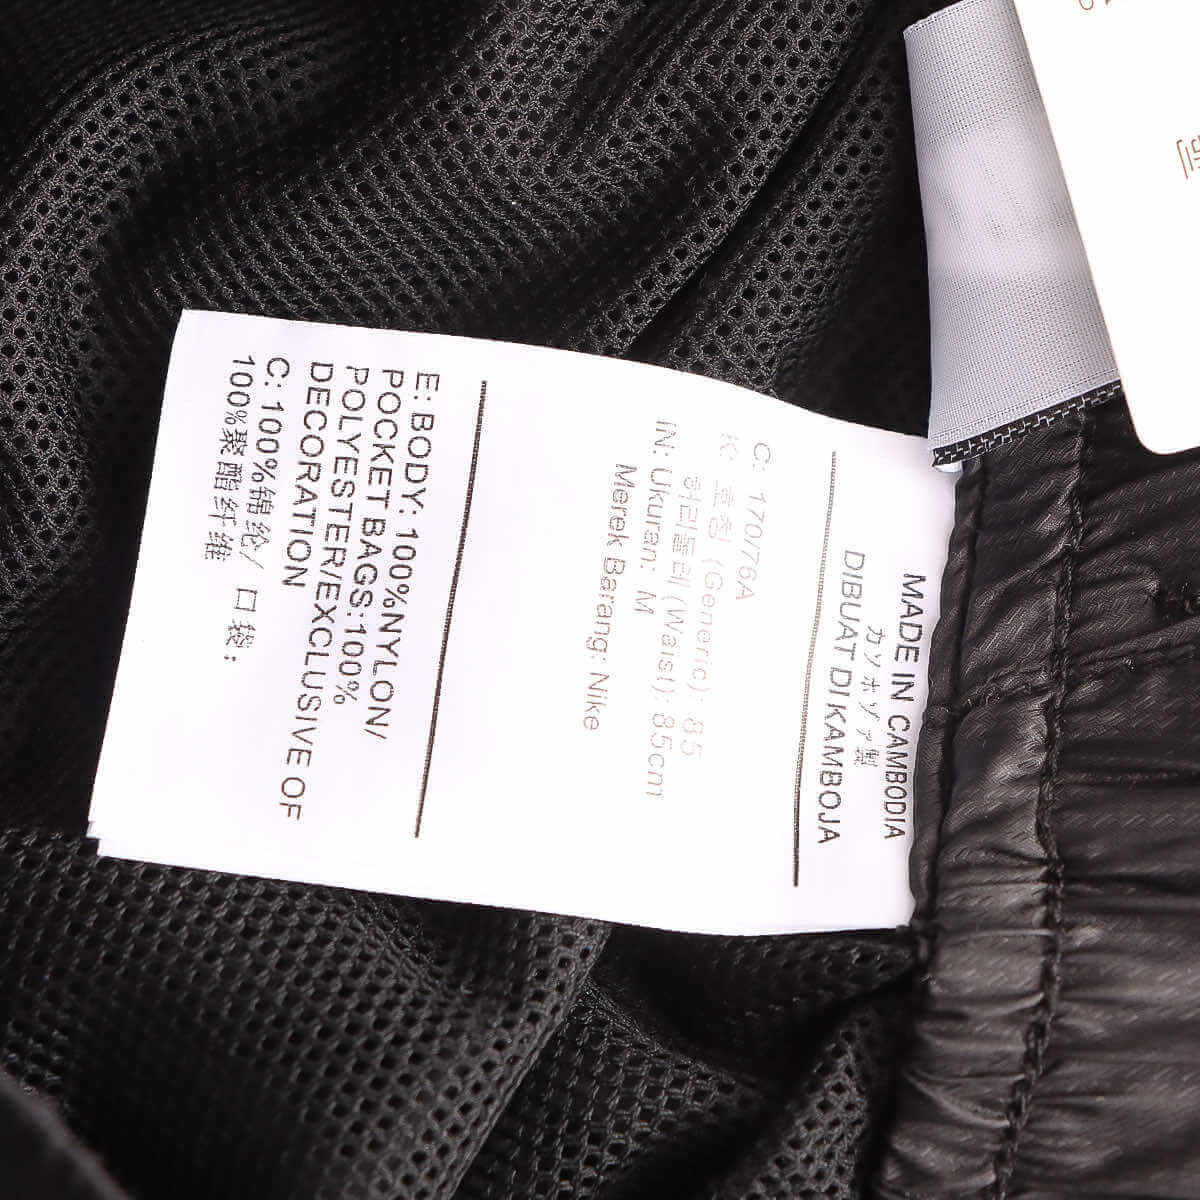 MADE IN CAMBODIA
カンボジア製
DIBUAT DI KAMBOJA
C: 170/76A
K: 호칭 (Generic): 85
허리둘레 (Waist): 85cm
IN: Ukuran: M
Merek Barang: Nike
E: BODY: 100%NYLON/
POCKET BAGS:100%
POLYESTER/EXCLUSIVE OF
DECORATION
C: 100%锦纶/ 口袋:
100%聚酯纤维